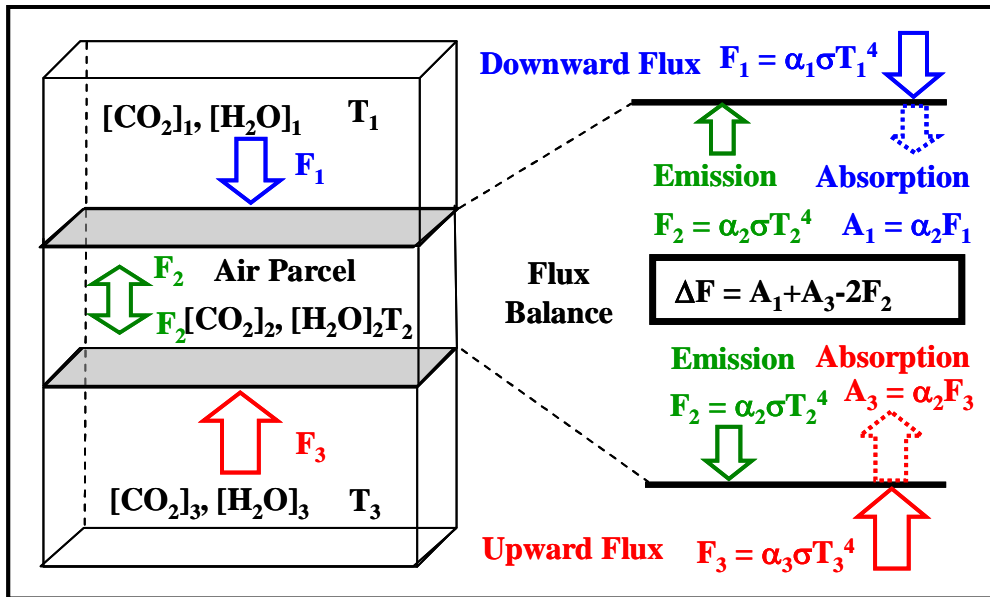 [CO₂]₁, [H₂O]₁ T₁
F₁
F₂
Air Parcel
F₂
[CO₂]₂, [H₂O]₂T₂
F₃
[CO₂]₃, [H₂O]₃ T₃
Downward Flux F₁ = α₁σT₁⁴
Emission
Absorption
F₂ = α₂σT₂⁴
A₁ = α₂F₁
Flux
Balance
ΔF = A₁+A₃-2F₂
Emission
Absorption
F₂ = α₂σT₂⁴
A₃ = α₂F₃
Upward Flux F₃ = α₃σT₃⁴